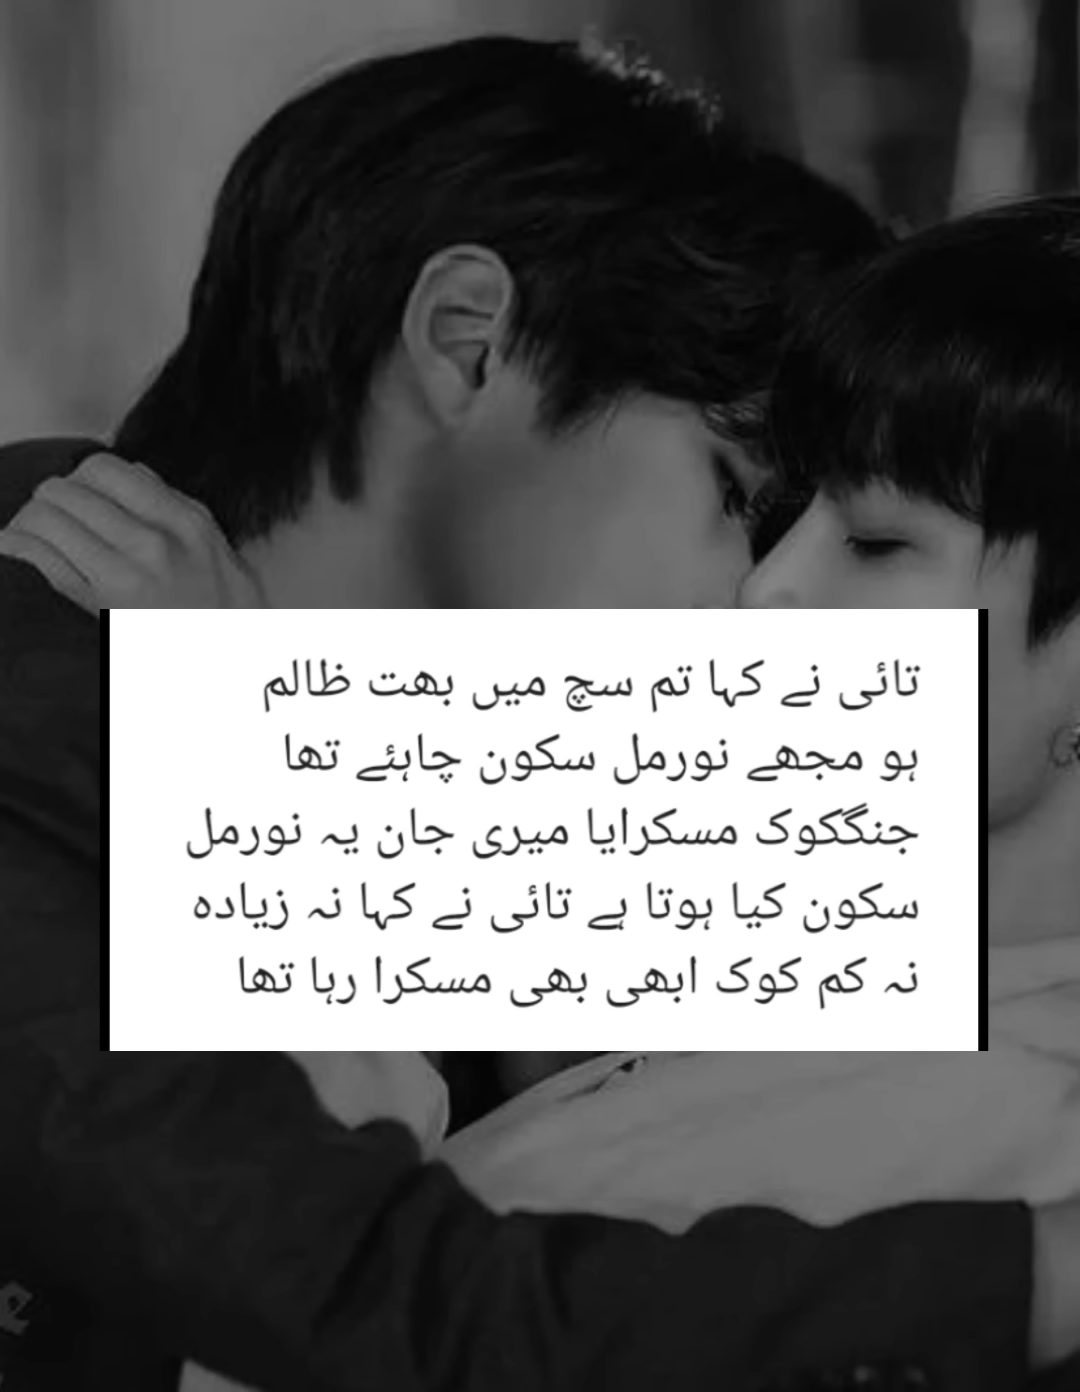 تائی نے کہا تم سچ میں بھت ظالم
ہو مجھے نورمل سکون چاہئے تھا
جنگکوک مسکرایا میری جان یہ نورمل
سکون کیا ہوتا ہے تائی نے کہا نہ زیادہ
نہ کم کوک ابھی بھی مسکرا رہا تھا